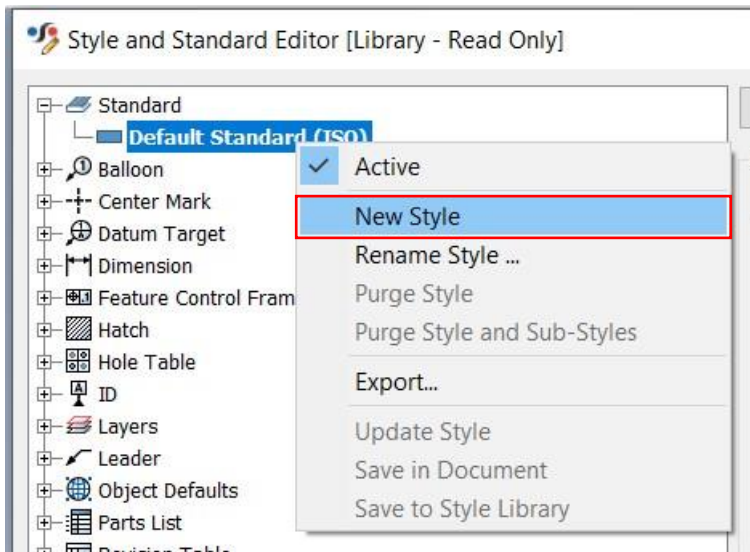 Style and Standard Editor [Library - Read Only]
Standard
Default Standard (ISO)
Balloon
Center Mark
Datum Target
Dimension
Feature Control Fram
Hatch
Hole Table
ID
Layers
Leader
Object Defaults
Parts List
Revision Table
Active
New Style
Rename Style ...
Purge Style
Purge Style and Sub-Styles
Export...
Update Style
Save in Document
Save to Style Library